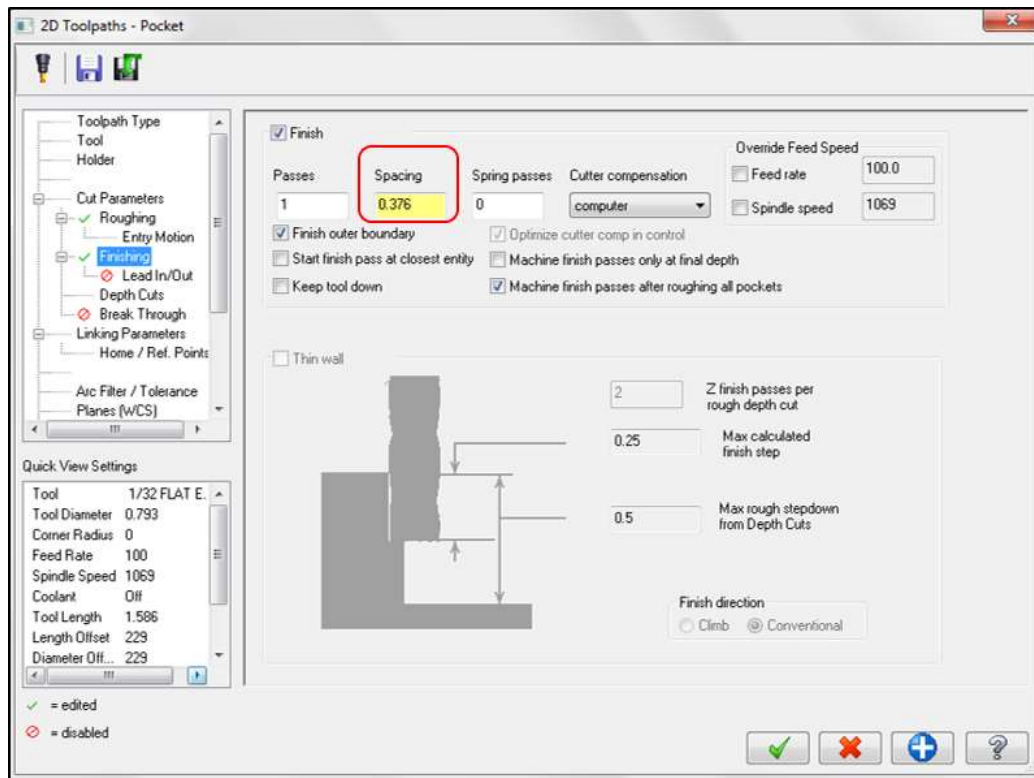 2D Toolpaths - Pocket
Toolpath Type
Tool
Holder
Cut Parameters
Roughing
Entry Motion
Finishing
Lead In/Out
Depth Cuts
Break Through
Linking Parameters
Home / Ref. Points
Arc Filter / Tolerance
Planes (WCS)
Quick View Settings
Tool 1/32 FLAT E.
Tool Diameter 0.793
Corner Radius 0
Feed Rate 100
Spindle Speed 1069
Coolant Off
Tool Length 1.586
Length Offset 229
Diameter Off... 229
= edited
= disabled
Finish
Passes Spacing Spring passes Cutter compensation
1 0.376 0 computer
Override Feed Speed
Feed rate 100.0
Spindle speed 1069
Finish outer boundary Optimize cutter comp in control
Start finish pass at closest entity Machine finish passes only at final depth
Keep tool down Machine finish passes after roughing all pockets
Thin wall
2 Z finish passes per
rough depth cut
0.25 Max calculated
finish step
0.5 Max rough stepdown
from Depth Cuts
Finish direction
Climb Conventional